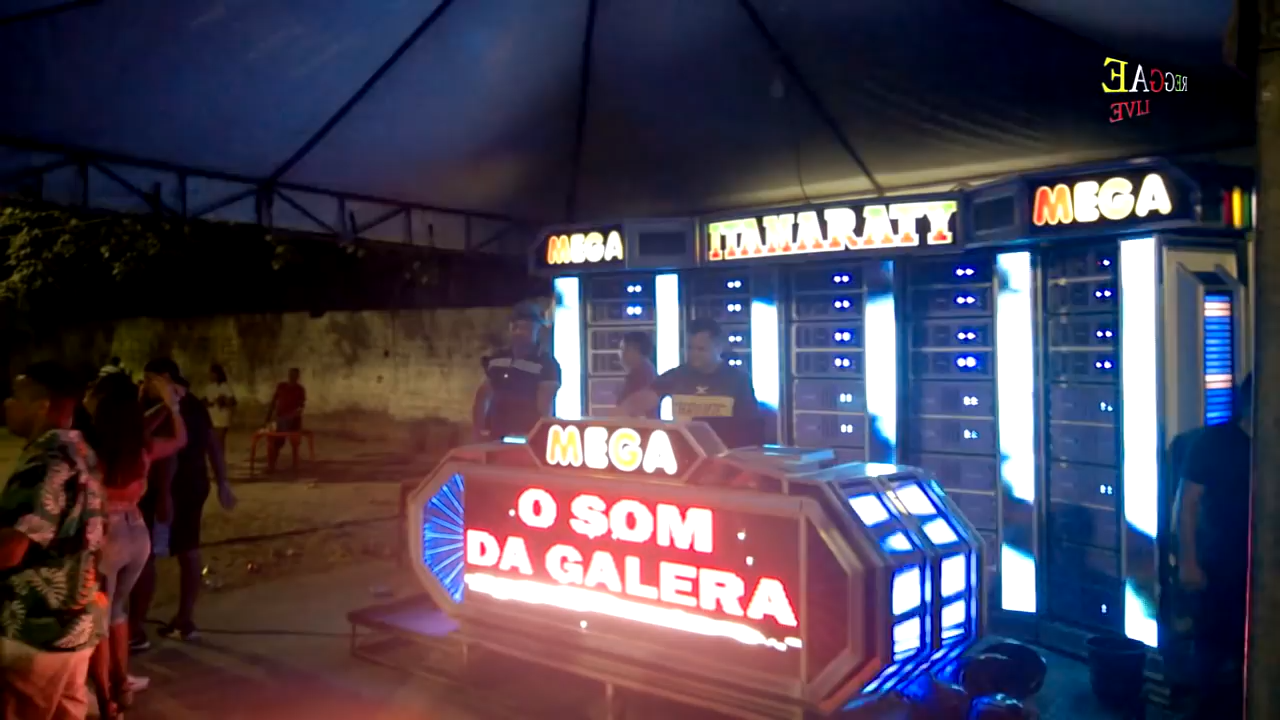 REGGAE
LIVE
MEGA
ITAMARATY
MEGA
MEGA
O SOM
DA GALERA